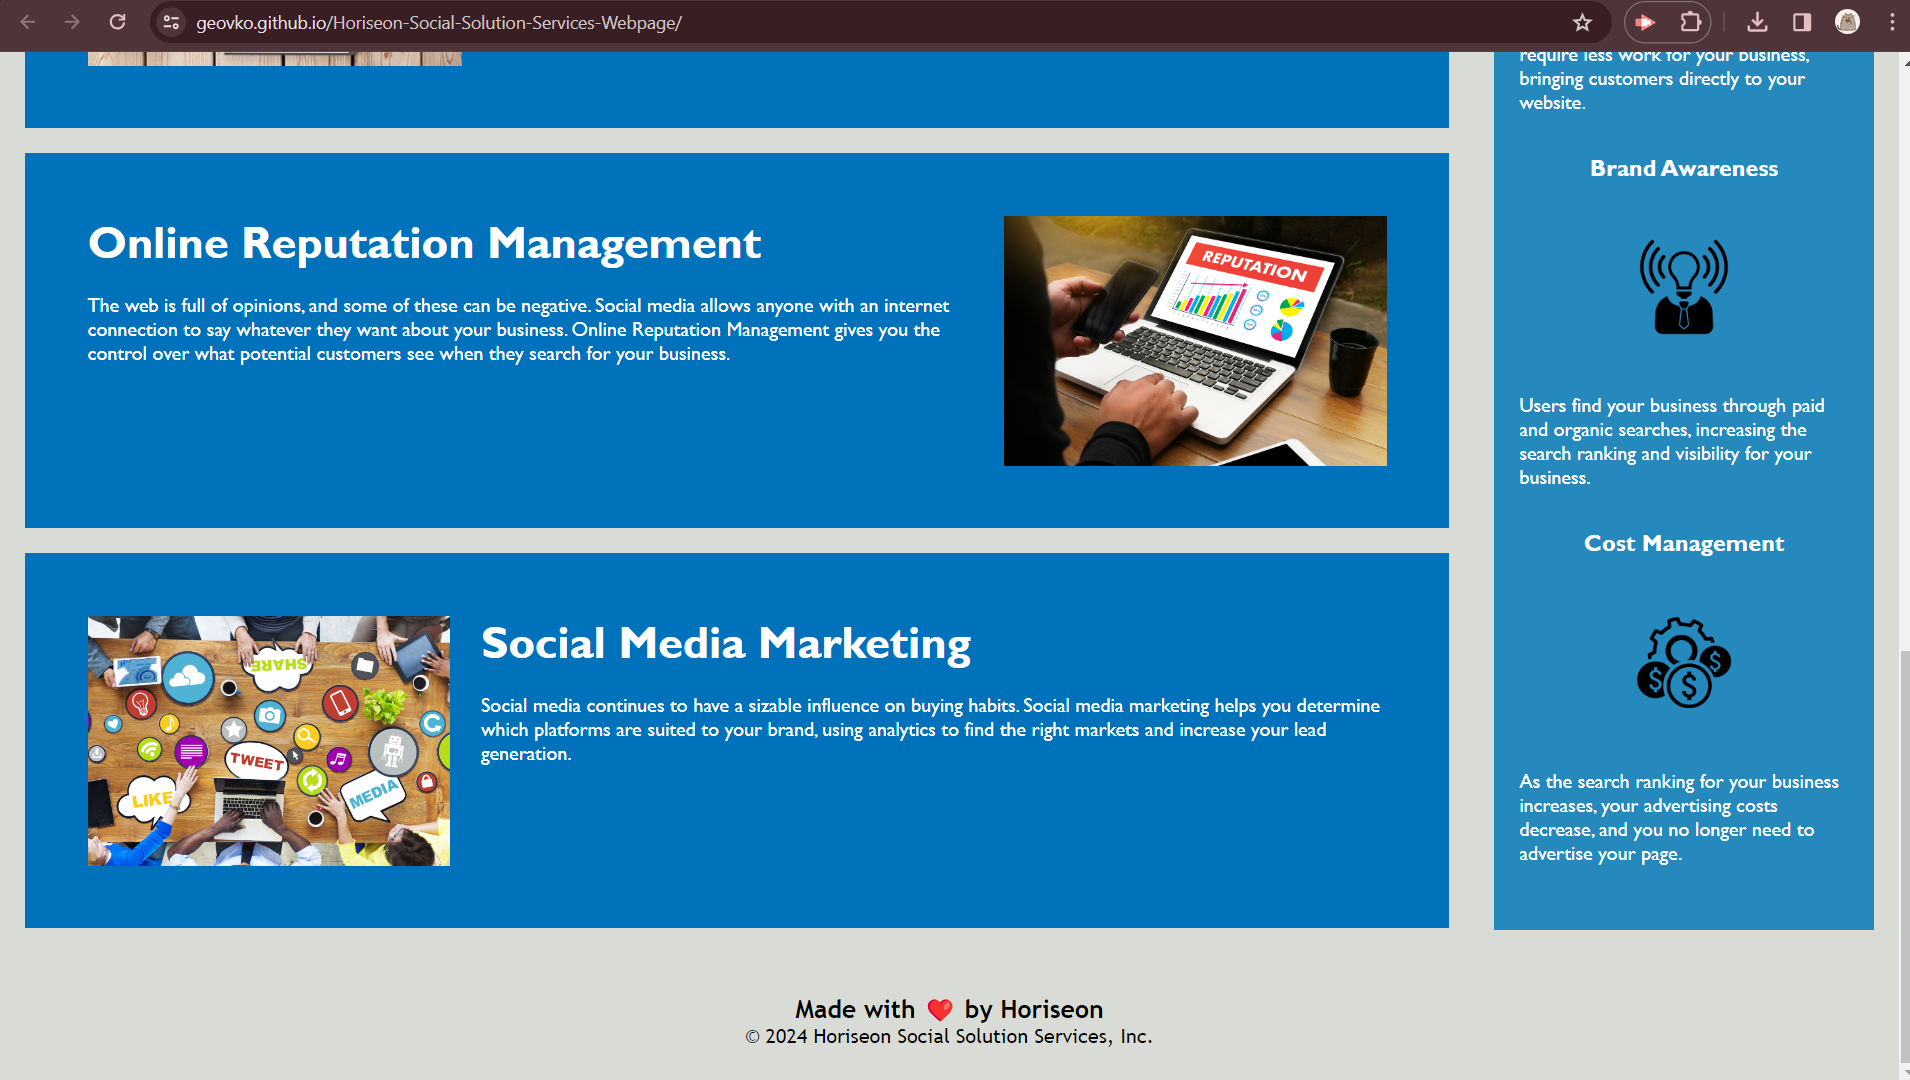 geovko.github.io/Horiseon-Social-Solution-Services-Webpage/
Online Reputation Management
The web is full of opinions, and some of these can be negative. Social media allows anyone with an internet
connection to say whatever they want about your business. Online Reputation Management gives you the
control over what potential customers see when they search for your business.
REPUTATION
SHARE
TWEET
LIKE
MEDIA
Social Media Marketing
Social media continues to have a sizable influence on buying habits. Social media marketing helps you determine
which platforms are suited to your brand, using analytics to find the right markets and increase your lead
generation.
require less work for your business,
bringing customers directly to your
website.
Brand Awareness
Users find your business through paid
and organic searches, increasing the
search ranking and visibility for your
business.
Cost Management
$
$
$
As the search ranking for your business
increases, your advertising costs
decrease, and you no longer need to
advertise your page.
Made with ❤️ by Horiseon
© 2024 Horiseon Social Solution Services, Inc.